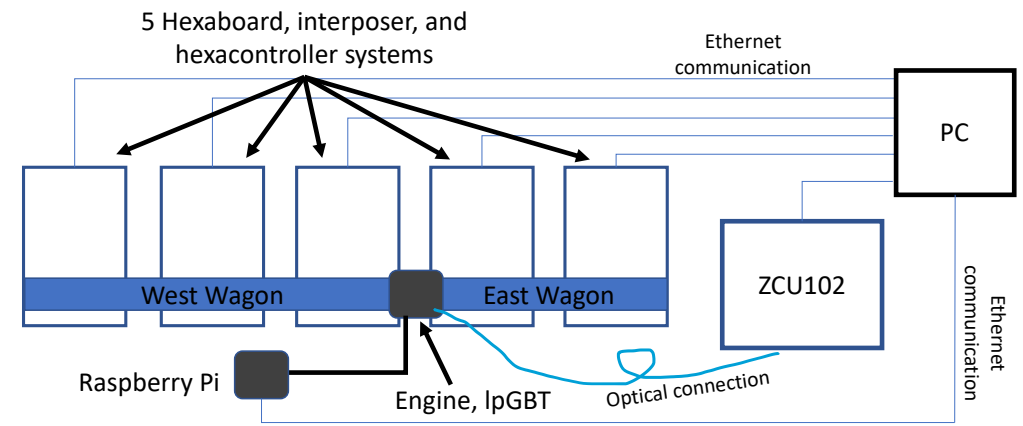 5 Hexaboard, interposer, and
hexacontroller systems
Ethernet
communication
PC
West Wagon
East Wagon
ZCU102
Ethernet
communication
Raspberry Pi
Engine, lpGBT
Optical connection